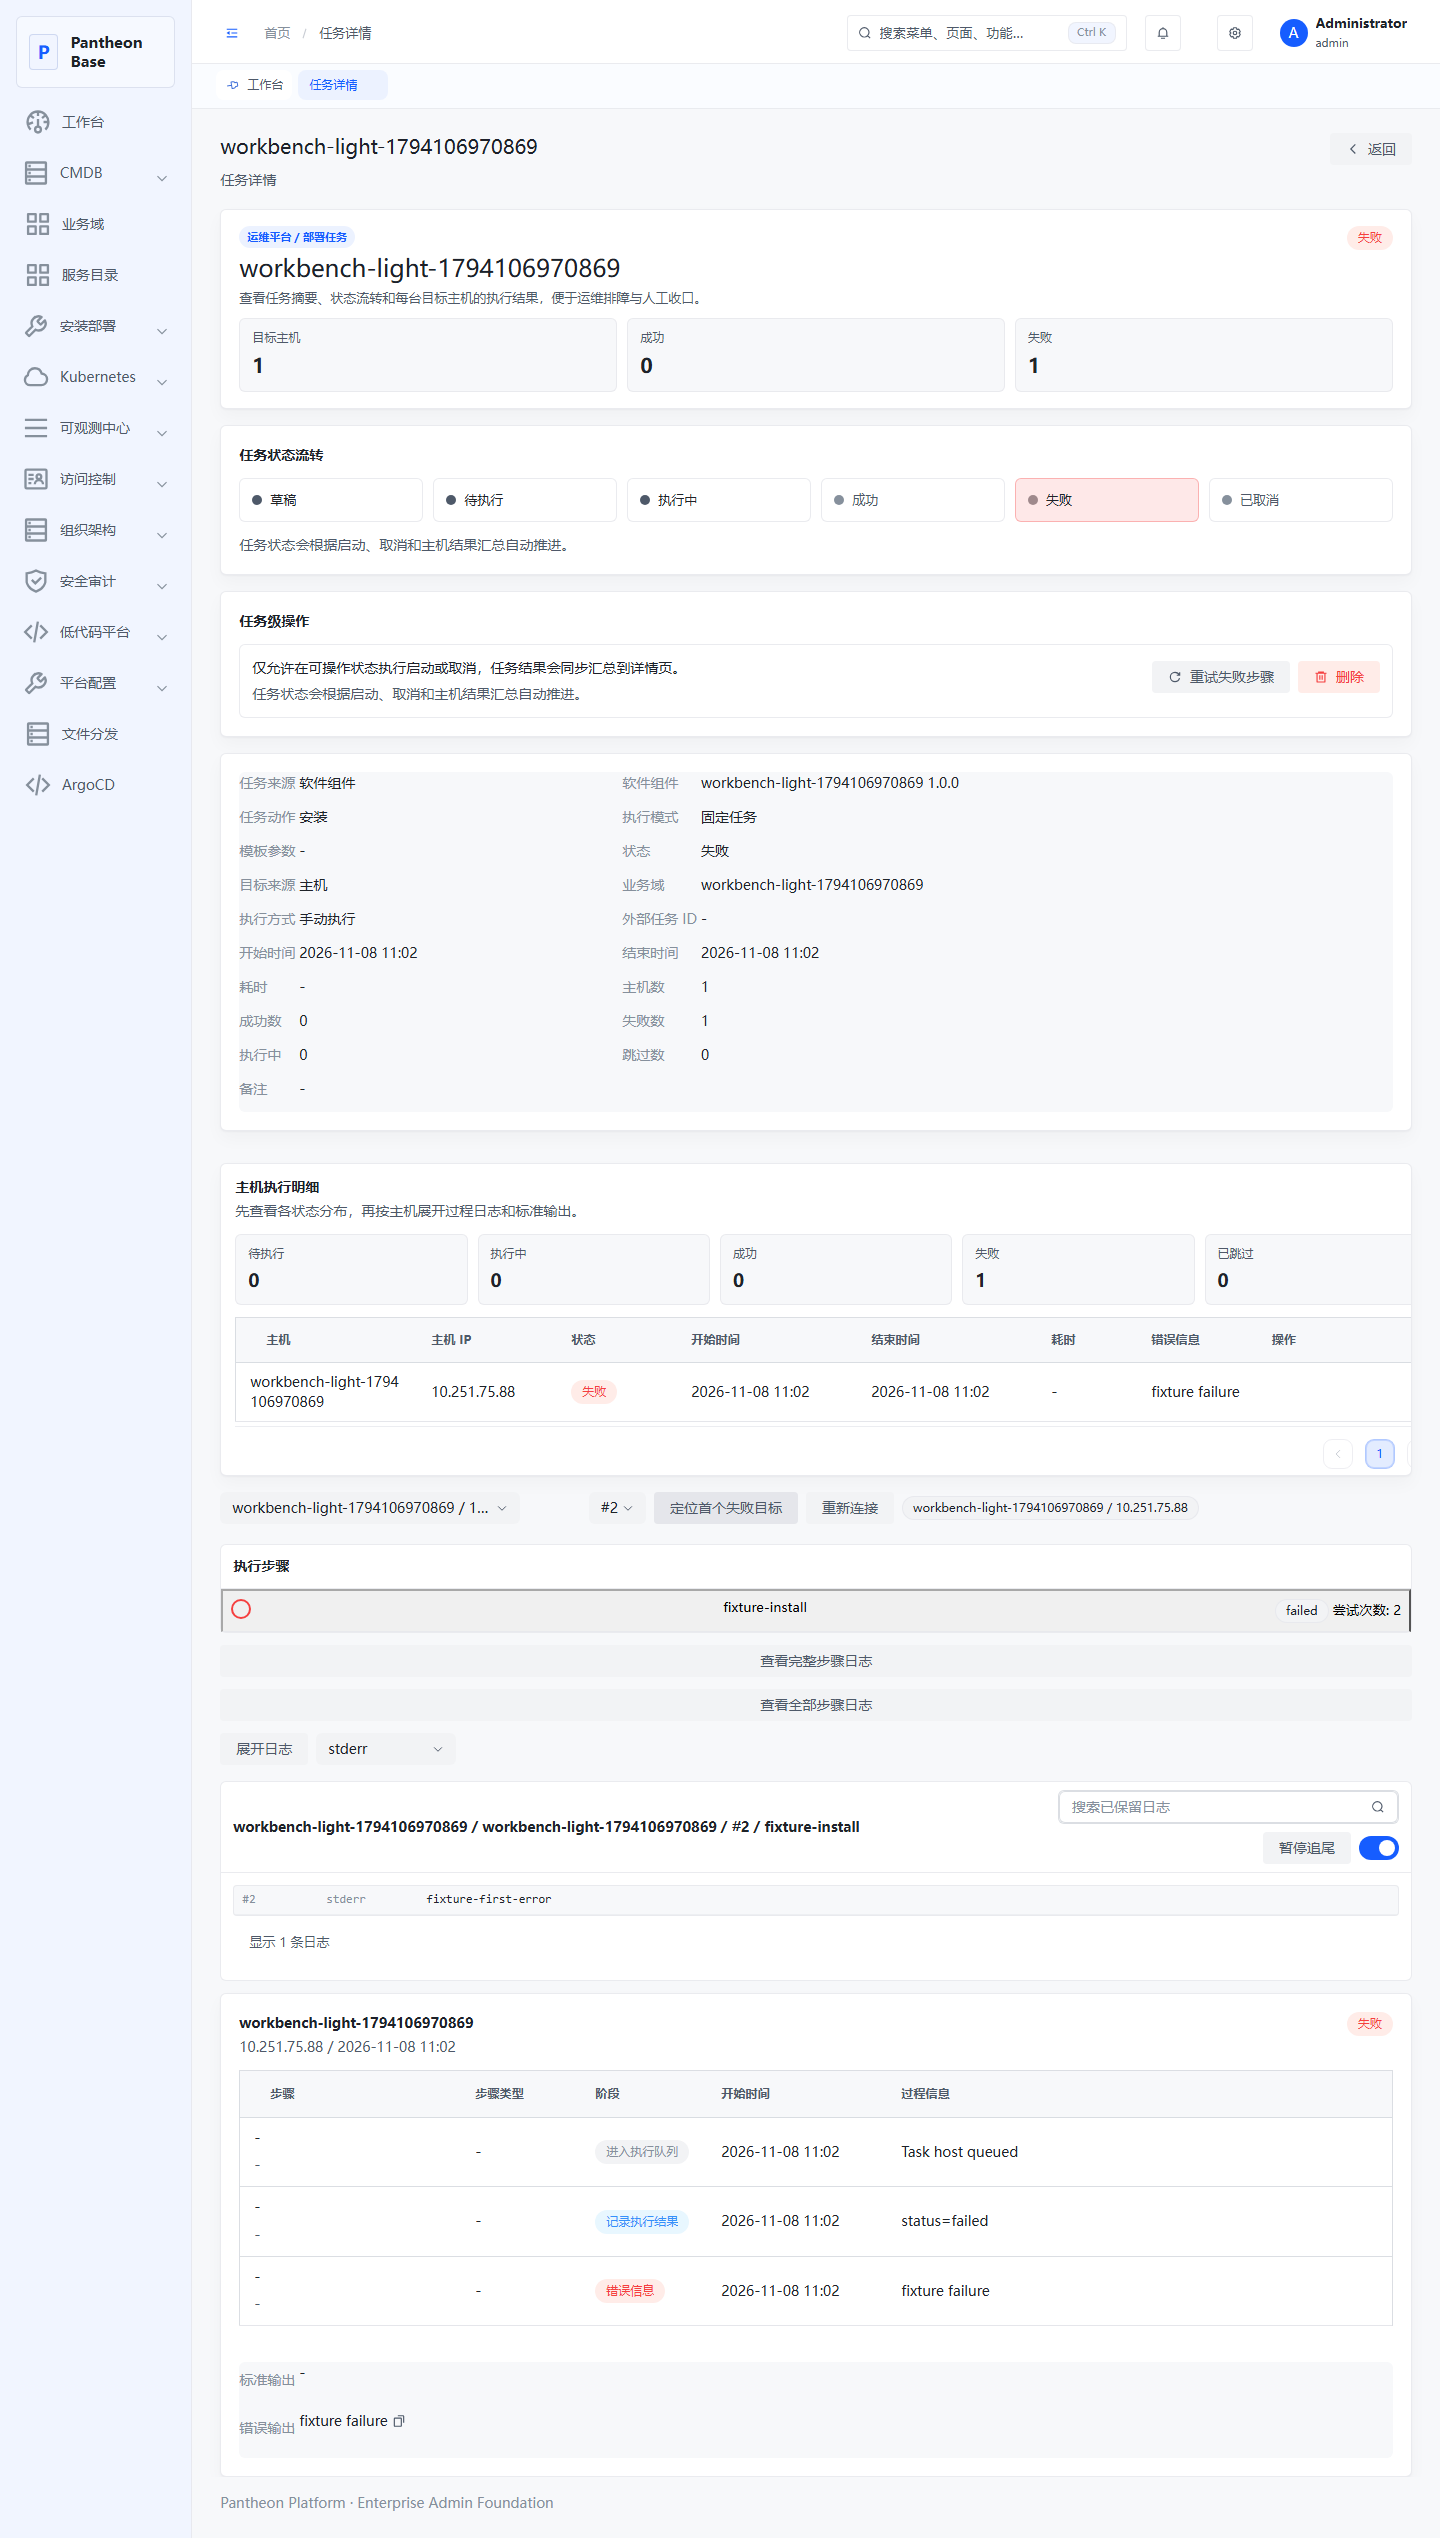 P
Pantheon
Base
首页 / 任务详情
搜索菜单、页面、功能...
Ctrl K
A
Administrator
admin
工作台
任务详情
工作台
CMDB
业务域
服务目录
安装部署
Kubernetes
可观测中心
访问控制
组织架构
安全审计
低代码平台
平台配置
文件分发
ArgoCD
workbench-light-1794106970869
返回
任务详情
运维平台 / 部署任务
失败
workbench-light-1794106970869
查看任务摘要、状态流转和每台目标主机的执行结果，便于运维排障与人工收口。
目标主机
1
成功
0
失败
1
任务状态流转
草稿
待执行
执行中
成功
失败
已取消
任务状态会根据启动、取消和主机结果汇总自动推进。
任务级操作
仅允许在可操作状态执行启动或取消，任务结果会同步汇总到详情页。
任务状态会根据启动、取消和主机结果汇总自动推进。
重试失败步骤
删除
任务来源 软件组件 软件组件 workbench-light-1794106970869 1.0.0
任务动作 安装 执行模式 固定任务
模板参数 - 状态 失败
目标来源 主机 业务域 workbench-light-1794106970869
执行方式 手动执行 外部任务 ID -
开始时间 2026-11-08 11:02 结束时间 2026-11-08 11:02
耗时 - 主机数 1
成功数 0 失败数 1
执行中 0 跳过数 0
备注 -
主机执行明细
先查看各状态分布，再按主机展开过程日志和标准输出。
待执行
0
执行中
0
成功
0
失败
1
已跳过
0
主机 主机 IP 状态 开始时间 结束时间 耗时 错误信息 操作
workbench-light-1794
106970869
10.251.75.88 失败 2026-11-08 11:02 2026-11-08 11:02 - fixture failure
1
workbench-light-1794106970869 / 1...
#2
定位首个失败目标
重新连接
workbench-light-1794106970869 / 10.251.75.88
执行步骤
fixture-install
failed 尝试次数: 2
查看完整步骤日志
查看全部步骤日志
展开日志
stderr
搜索已保留日志
workbench-light-1794106970869 / workbench-light-1794106970869 / #2 / fixture-install
暂停追尾
#2 stderr fixture-first-error
显示 1 条日志
workbench-light-1794106970869
失败
10.251.75.88 / 2026-11-08 11:02
步骤 步骤类型 阶段 开始时间 过程信息
-
-
- 进入执行队列 2026-11-08 11:02 Task host queued
-
-
- 记录执行结果 2026-11-08 11:02 status=failed
-
-
- 错误信息 2026-11-08 11:02 fixture failure
标准输出 -
错误输出 fixture failure
Pantheon Platform · Enterprise Admin Foundation